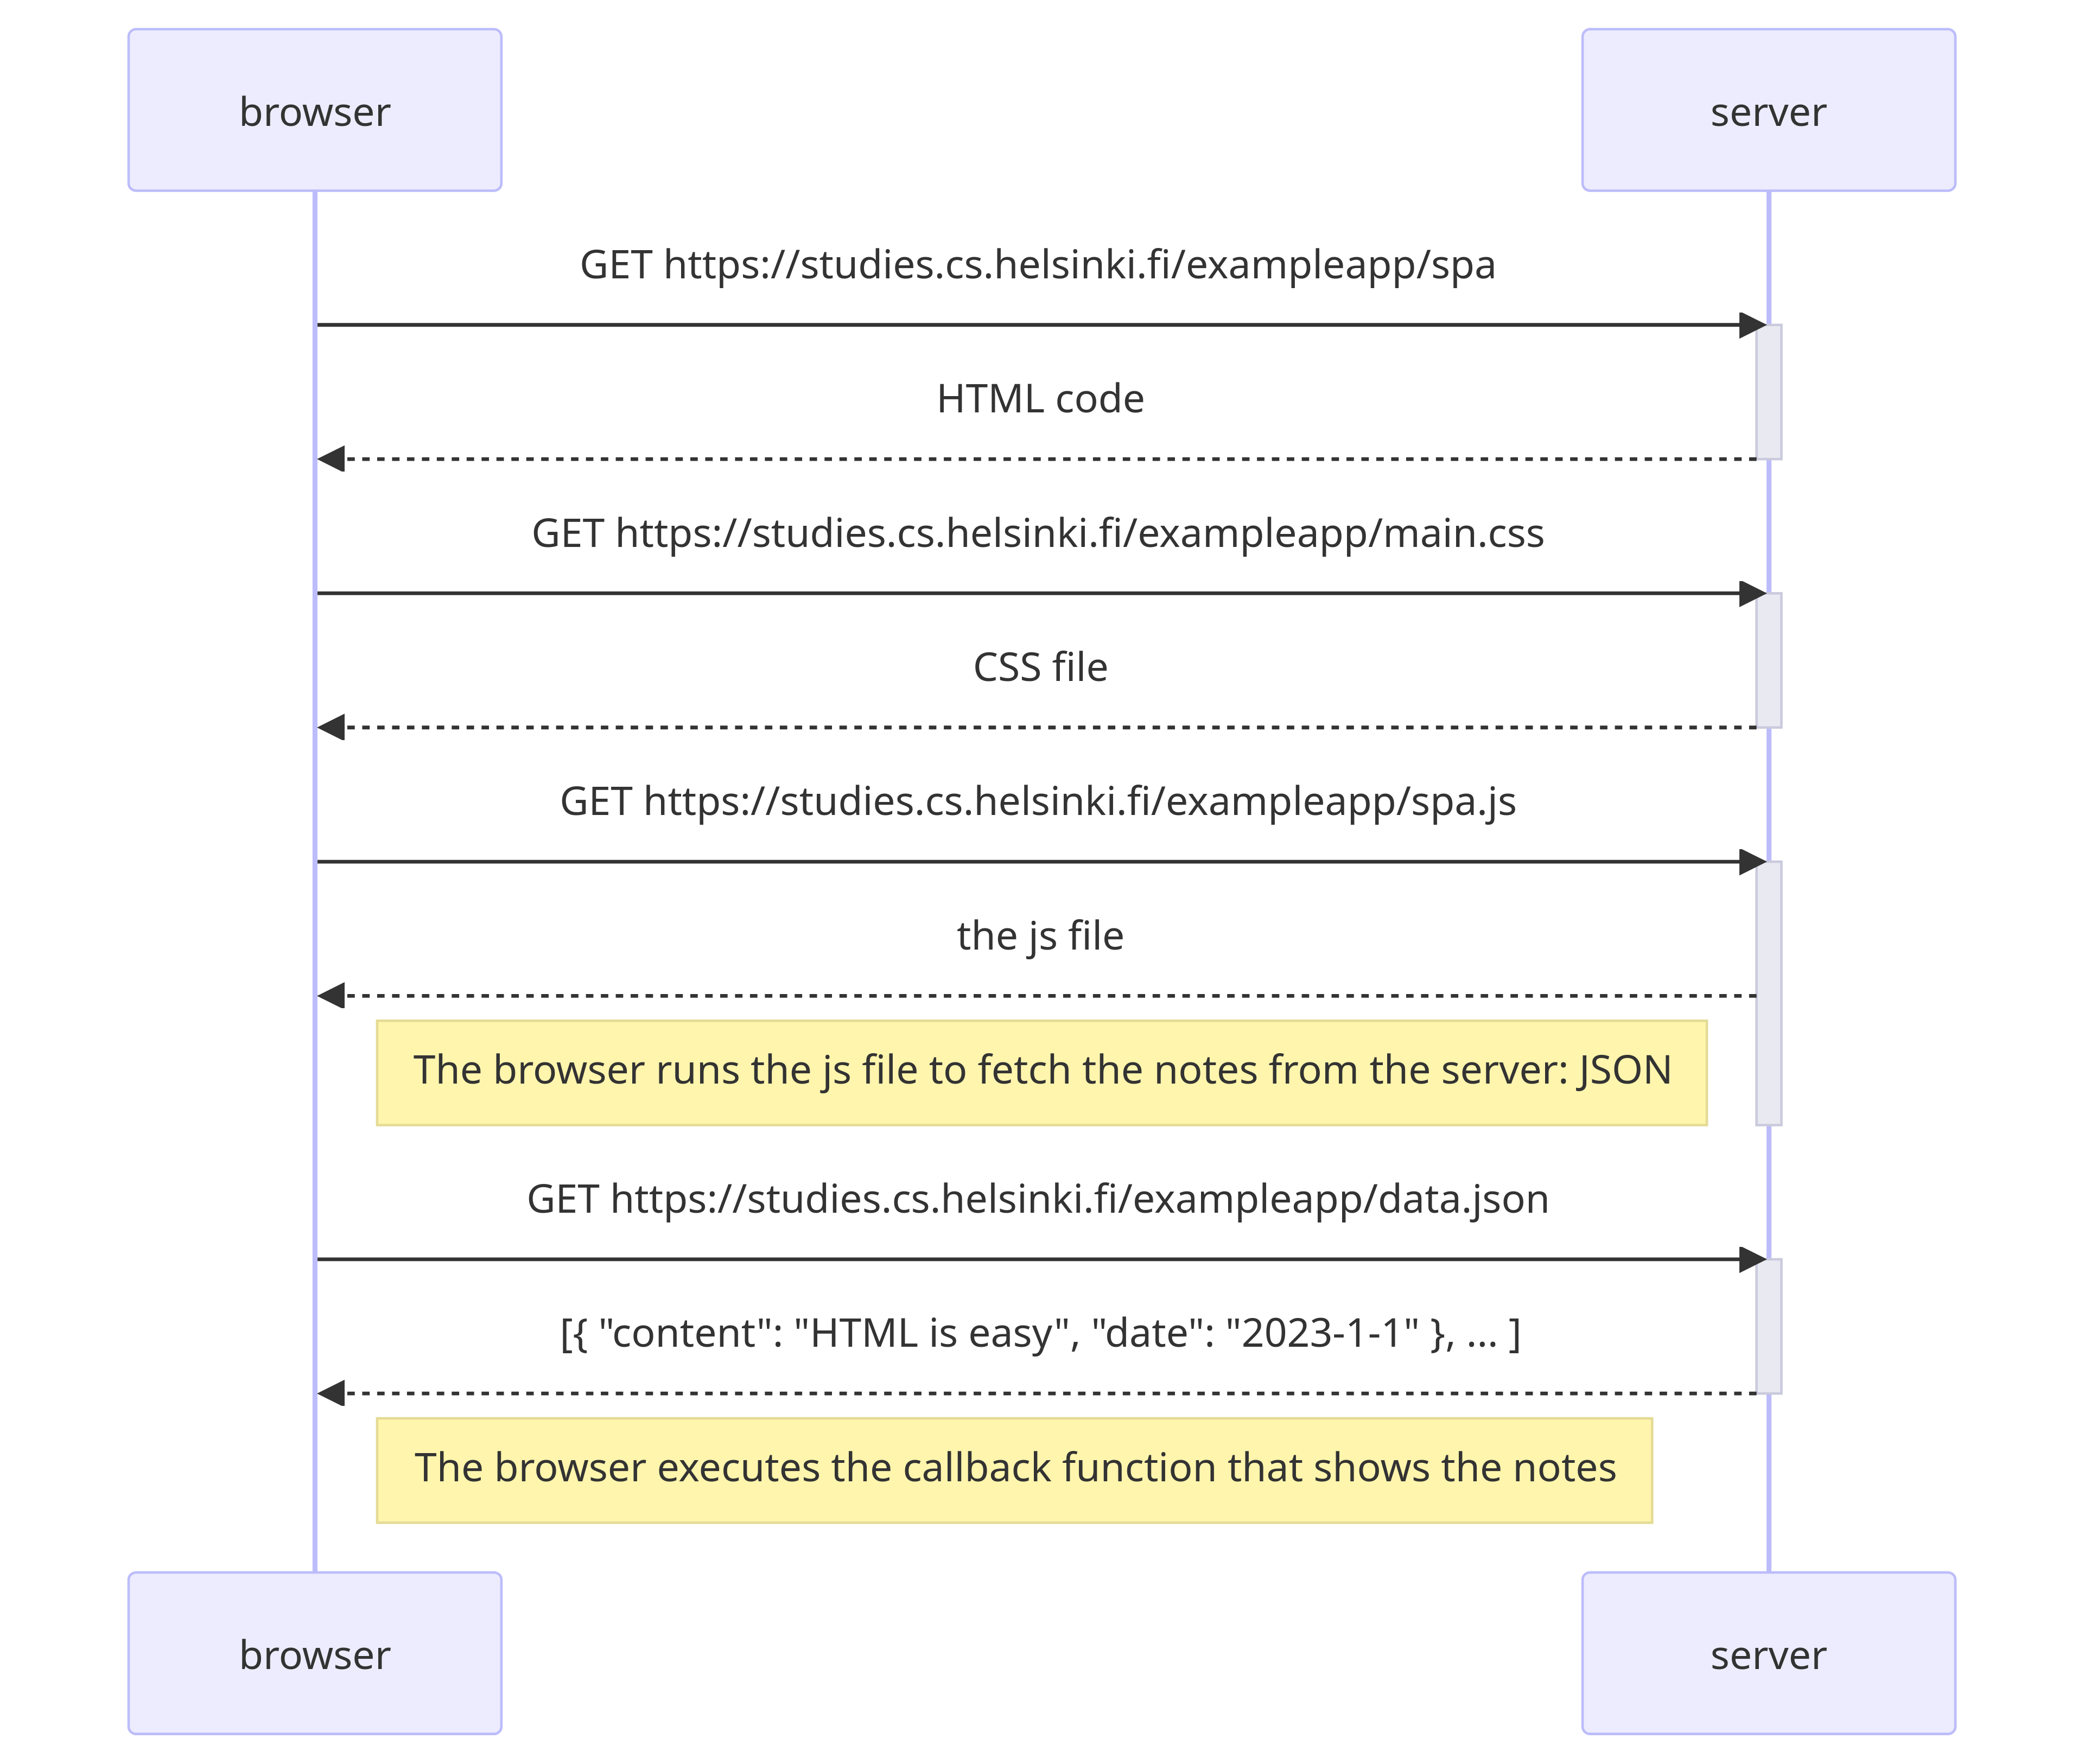 browser
server
GET https://studies.cs.helsinki.fi/exampleapp/spa
HTML code
GET https://studies.cs.helsinki.fi/exampleapp/main.css
CSS file
GET https://studies.cs.helsinki.fi/exampleapp/spa.js
the js file
The browser runs the js file to fetch the notes from the server: JSON
GET https://studies.cs.helsinki.fi/exampleapp/data.json
[{ "content": "HTML is easy", "date": "2023-1-1" }, ... ]
The browser executes the callback function that shows the notes
browser
server